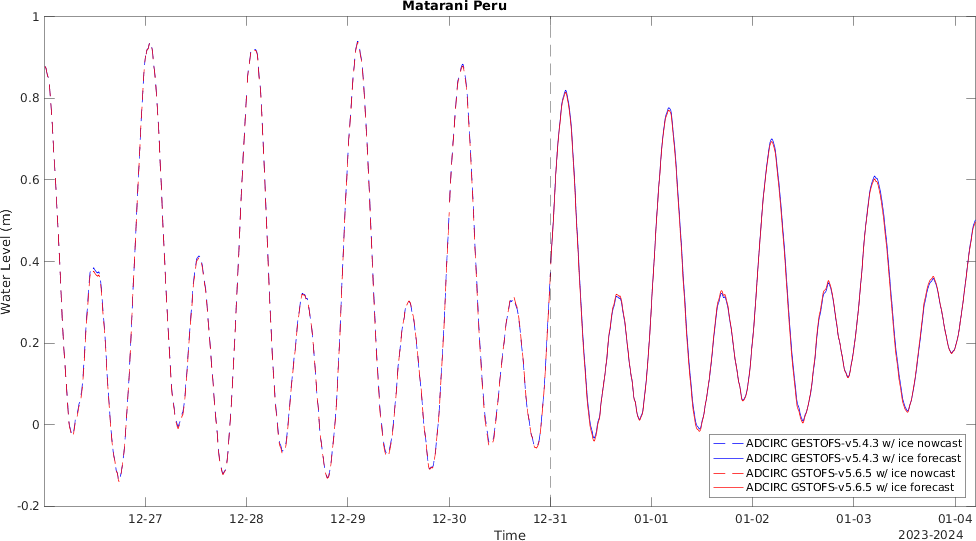 Matarani Peru
1
0.8
0.6
0.4
0.2
0
-0.2
Water Level (m)
12-27 12-28 12-29 12-30 12-31 01-01 01-02 01-03 01-04
Time
2023-2024
ADCIRC GESTOFS-v5.4.3 w/ ice nowcast
ADCIRC GESTOFS-v5.4.3 w/ ice forecast
ADCIRC GSTOFS-v5.6.5 w/ ice nowcast
ADCIRC GSTOFS-v5.6.5 w/ ice forecast